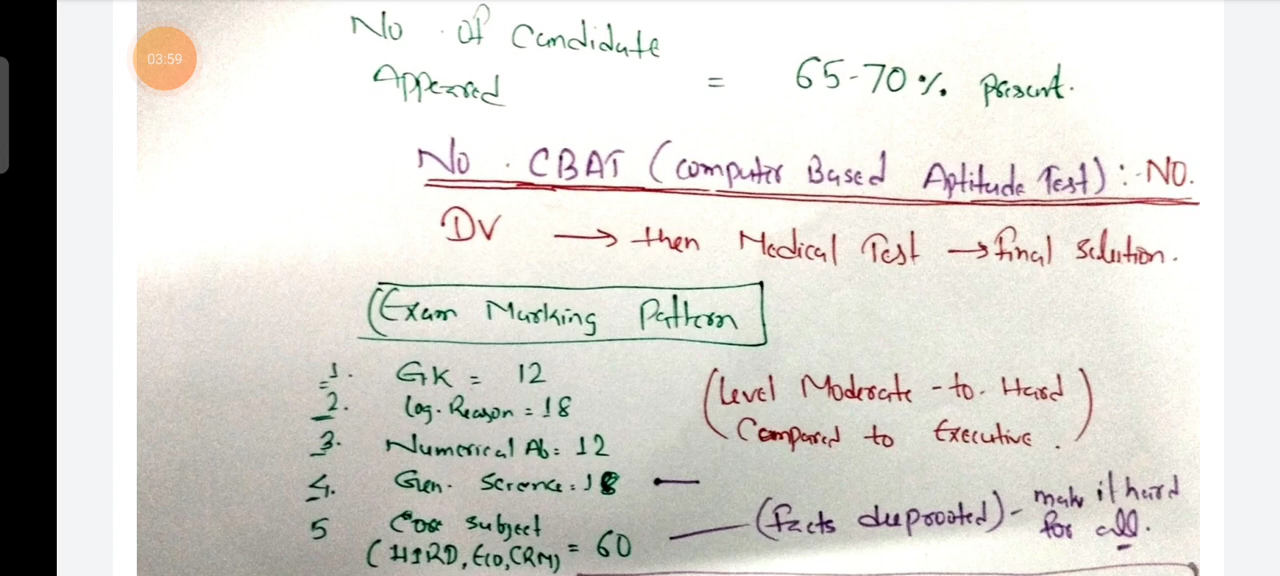 03:59
No. of Candidate
Appeared = 65-70% present.
No. CBAT (computer Based Aptitude Test) :- NO.
DV → then Medical Test → final selution.
Exam Marking Pattern
1. GK = 12
2. Log. Reason = 18
3. Numerical Ab = 12
4. Gen. Science = 18 —
5 Core Subject
(HIRD, Eco, CRM) = 60
(Level Moderate - to - Hard
Compared to Executive.)
(facts deeprooted) - make it hard
for all.